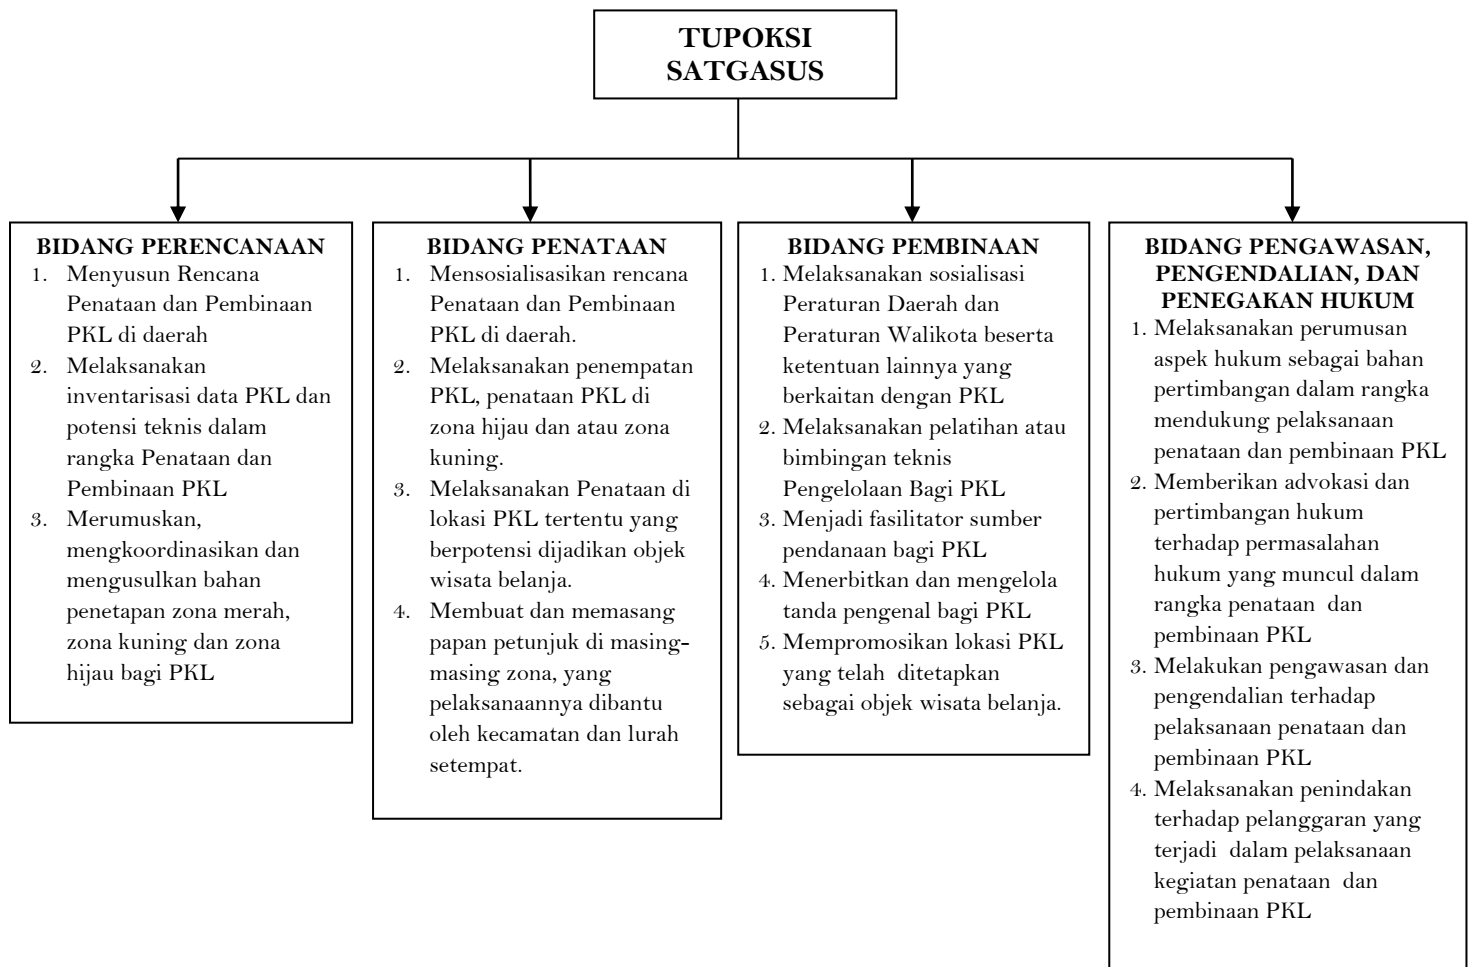 TUPOKSI
SATGASUS
BIDANG PERENCANAAN
1. Menyusun Rencana
Penataan dan Pembinaan
PKL di daerah
2. Melaksanakan
inventarisasi data PKL dan
potensi teknis dalam
rangka Penataan dan
Pembinaan PKL
3. Merumuskan,
mengkoordinasikan dan
mengusulkan bahan
penetapan zona merah,
zona kuning dan zona
hijau bagi PKL
BIDANG PENATAAN
1. Mensosialisasikan rencana
Penataan dan Pembinaan
PKL di daerah.
2. Melaksanakan penempatan
PKL, penataan PKL di
zona hijau dan atau zona
kuning.
3. Melaksanakan Penataan di
lokasi PKL tertentu yang
berpotensi dijadikan objek
wisata belanja.
4. Membuat dan memasang
papan petunjuk di masing-
masing zona, yang
pelaksanaannya dibantu
oleh kecamatan dan lurah
setempat.
BIDANG PEMBINAAN
1. Melaksanakan sosialisasi
Peraturan Daerah dan
Peraturan Walikota beserta
ketentuan lainnya yang
berkaitan dengan PKL
2. Melaksanakan pelatihan atau
bimbingan teknis
Pengelolaan Bagi PKL
3. Menjadi fasilitator sumber
pendanaan bagi PKL
4. Menerbitkan dan mengelola
tanda pengenal bagi PKL
5. Mempromosikan lokasi PKL
yang telah ditetapkan
sebagai objek wisata belanja.
BIDANG PENGAWASAN,
PENGENDALIAN, DAN
PENEGAKAN HUKUM
1. Melaksanakan perumusan
aspek hukum sebagai bahan
pertimbangan dalam rangka
mendukung pelaksanaan
penataan dan pembinaan PKL
2. Memberikan advokasi dan
pertimbangan hukum
terhadap permasalahan
hukum yang muncul dalam
rangka penataan dan
pembinaan PKL
3. Melakukan pengawasan dan
pengendalian terhadap
pelaksanaan penataan dan
pembinaan PKL
4. Melaksanakan penindakan
terhadap pelanggaran yang
terjadi dalam pelaksanaan
kegiatan penataan dan
pembinaan PKL